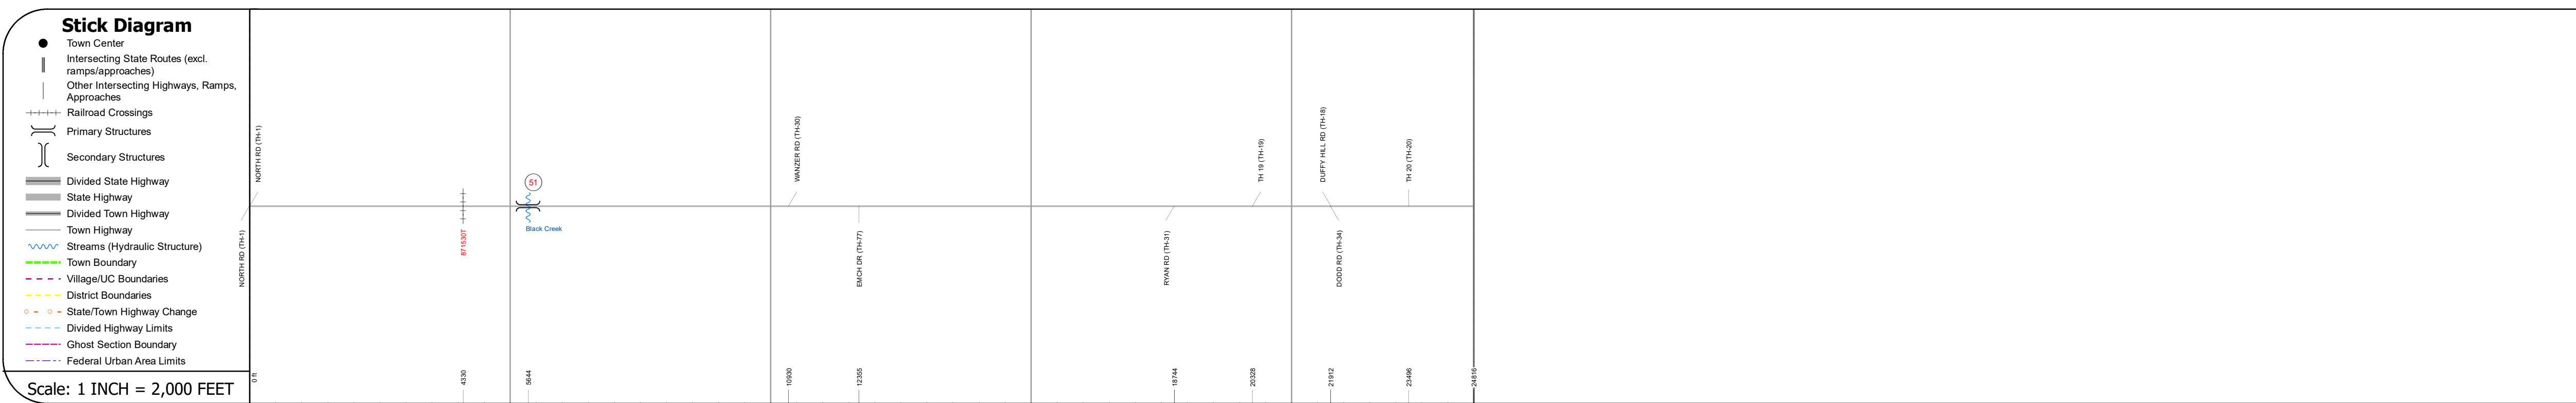 Stick Diagram
Town Center
Intersecting State Routes (excl.
ramps/approaches)
Other Intersecting Highways, Ramps,
Approaches
Railroad Crossings
Primary Structures
Secondary Structures
Divided State Highway
State Highway
Divided Town Highway
Town Highway
Streams (Hydraulic Structure)
Town Boundary
Village/UC Boundaries
District Boundaries
State/Town Highway Change
Divided Highway Limits
Ghost Section Boundary
Federal Urban Area Limits
Scale: 1 INCH = 2,000 FEET
NORTH RD (TH-1)
NORTH RD (TH-1)
871530T
51
Black Creek
WANZER RD (TH-30)
EMCH DR (TH-77)
RYAN RD (TH-31)
TH 19 (TH-19)
DUFFY HILL RD (TH-18)
DODD RD (TH-34)
TH 20 (TH-20)
0 ft
4330
5644
10930
12355
18744
20328
21912
23496
24816